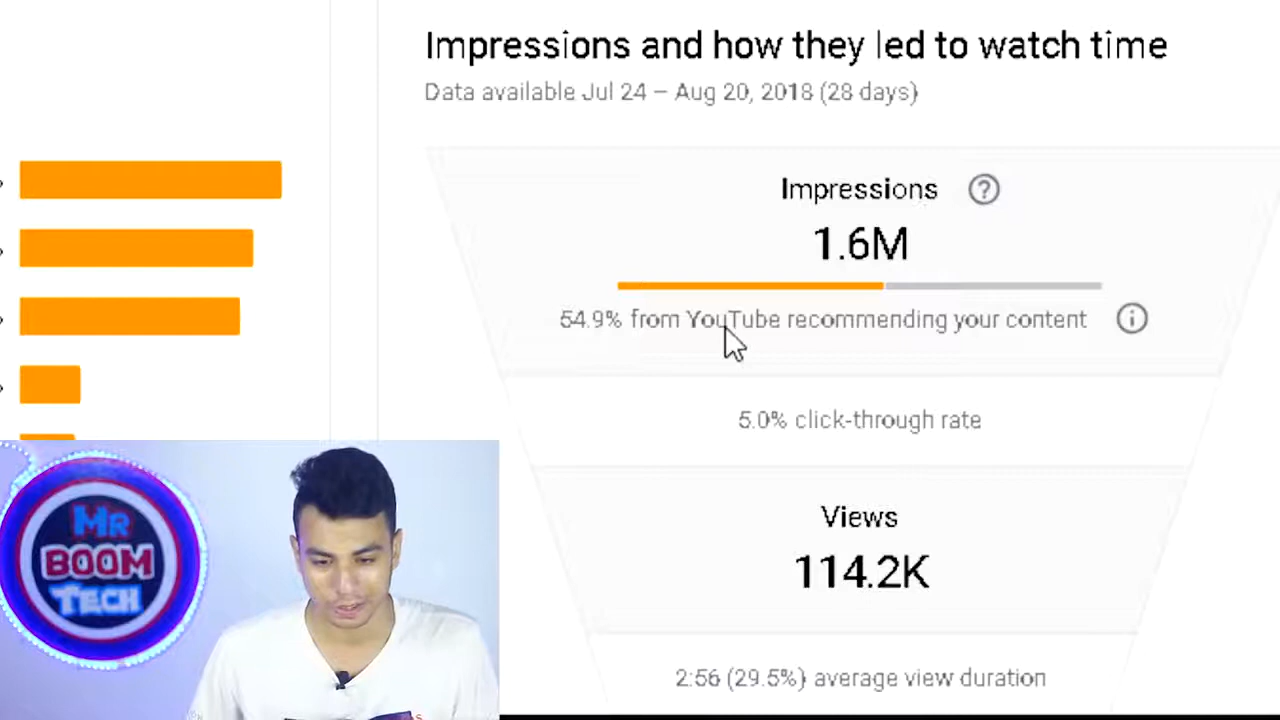 Impressions and how they led to watch time
Data available Jul 24 – Aug 20, 2018 (28 days)
Impressions ?
1.6M
54.9% from YouTube recommending your content i
5.0% click-through rate
Views
114.2K
2:56 (29.5%) average view duration
MR
BOOM
TECH